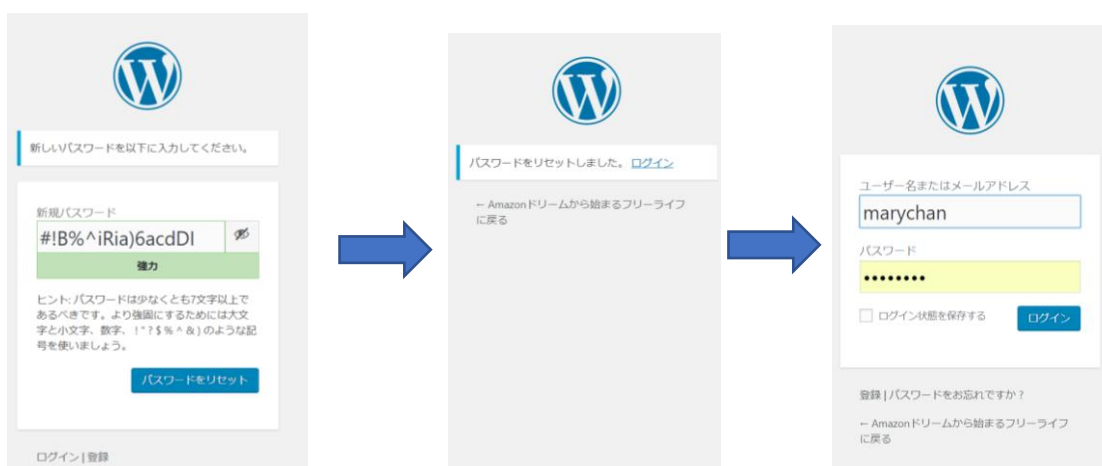 新しいパスワードを以下に入力してください。
新規パスワード
#!B%^iRia)6acdDI
強力
ヒント: パスワードは少なくとも7文字以上で
あるべきです。より強固にするためには大文
字と小文字、数字、 ! " ? $ % ^ & ) のような記
号を使いましょう。
パスワードをリセット
ログイン | 登録
パスワードをリセットしました。 ログイン
← Amazonドリームから始まるフリーライフ
に戻る
ユーザー名またはメールアドレス
marychan
パスワード
••••••••
ログイン状態を保存する
ログイン
登録 | パスワードをお忘れですか ?
← Amazonドリームから始まるフリーライフ
に戻る